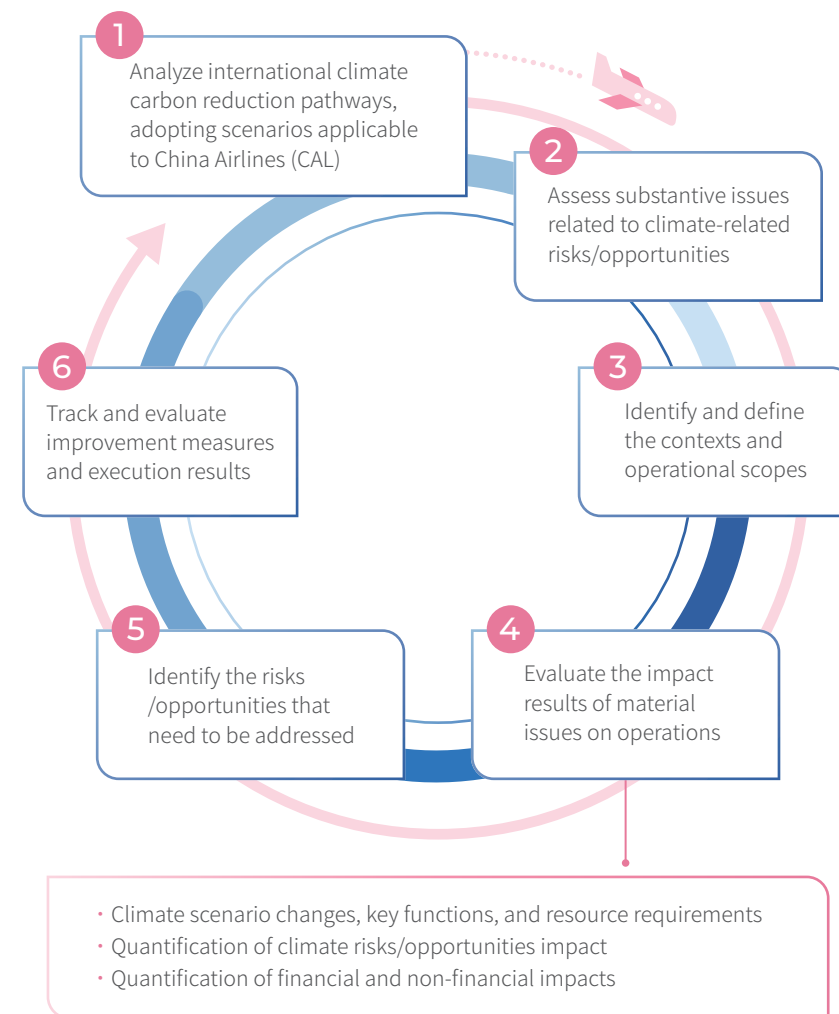 1
Analyze international climate
carbon reduction pathways,
adopting scenarios applicable
to China Airlines (CAL)
2
Assess substantive issues
related to climate-related
risks/opportunities
3
Identify and define
the contexts and
operational scopes
4
Evaluate the impact
results of material
issues on operations
5
Identify the risks
/opportunities that
need to be addressed
6
Track and evaluate
improvement measures
and execution results
・Climate scenario changes, key functions, and resource requirements
・Quantification of climate risks/opportunities impact
・Quantification of financial and non-financial impacts